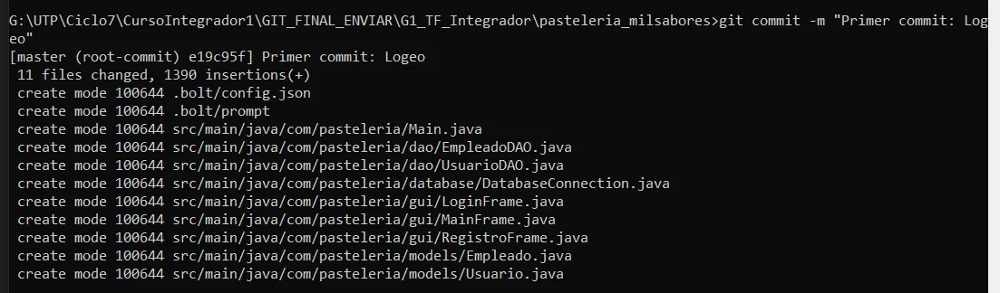 G:\UTP\Ciclo7\CursoIntegrador1\GIT_FINAL_ENVIAR\G1_TF_Integrador\pasteleria_milsabores>git commit -m "Primer commit: Log
eo"
[master (root-commit) e19c95f] Primer commit: Logeo
 11 files changed, 1390 insertions(+)
 create mode 100644 .bolt/config.json
 create mode 100644 .bolt/prompt
 create mode 100644 src/main/java/com/pasteleria/Main.java
 create mode 100644 src/main/java/com/pasteleria/dao/EmpleadoDAO.java
 create mode 100644 src/main/java/com/pasteleria/dao/UsuarioDAO.java
 create mode 100644 src/main/java/com/pasteleria/database/DatabaseConnection.java
 create mode 100644 src/main/java/com/pasteleria/gui/LoginFrame.java
 create mode 100644 src/main/java/com/pasteleria/gui/MainFrame.java
 create mode 100644 src/main/java/com/pasteleria/gui/RegistroFrame.java
 create mode 100644 src/main/java/com/pasteleria/models/Empleado.java
 create mode 100644 src/main/java/com/pasteleria/models/Usuario.java